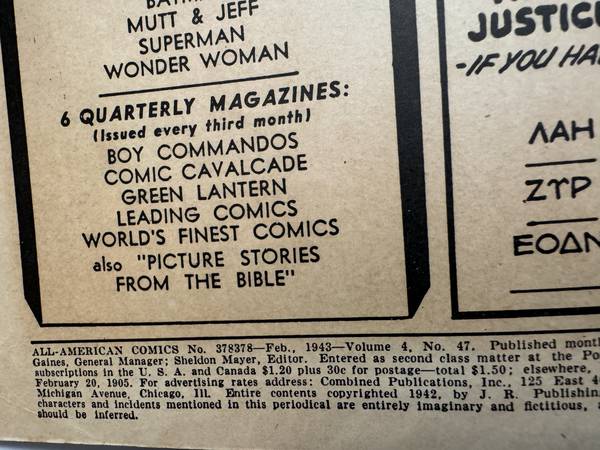 MUTT & JEFF
SUPERMAN
WONDER WOMAN
6 QUARTERLY MAGAZINES:
(Issued every third month)
BOY COMMANDOS
COMIC CAVALCADE
GREEN LANTERN
LEADING COMICS
WORLD'S FINEST COMICS
also "PICTURE STORIES
FROM THE BIBLE"
JUSTIC
-IF YOU HA
ΛΑΗ
ΖΥΡ
ΕΟΔΝ
ALL-AMERICAN COMICS No. 378378—Feb., 1943—Volume 4, No. 47. Published mont
Gaines, General Manager; Sheldon Mayer, Editor. Entered as second class matter at the Po
subscriptions in the U. S. A. and Canada $1.20 plus 30c for postage—total $1.50; elsewhere,
February 20, 1905. For advertising rates address: Combined Publications, Inc., 125 East 4
Michigan Avenue, Chicago, Ill. Entire contents copyrighted 1942, by J. R. Publishin
characters and incidents mentioned in this periodical are entirely imaginary and fictitious,
should be inferred.